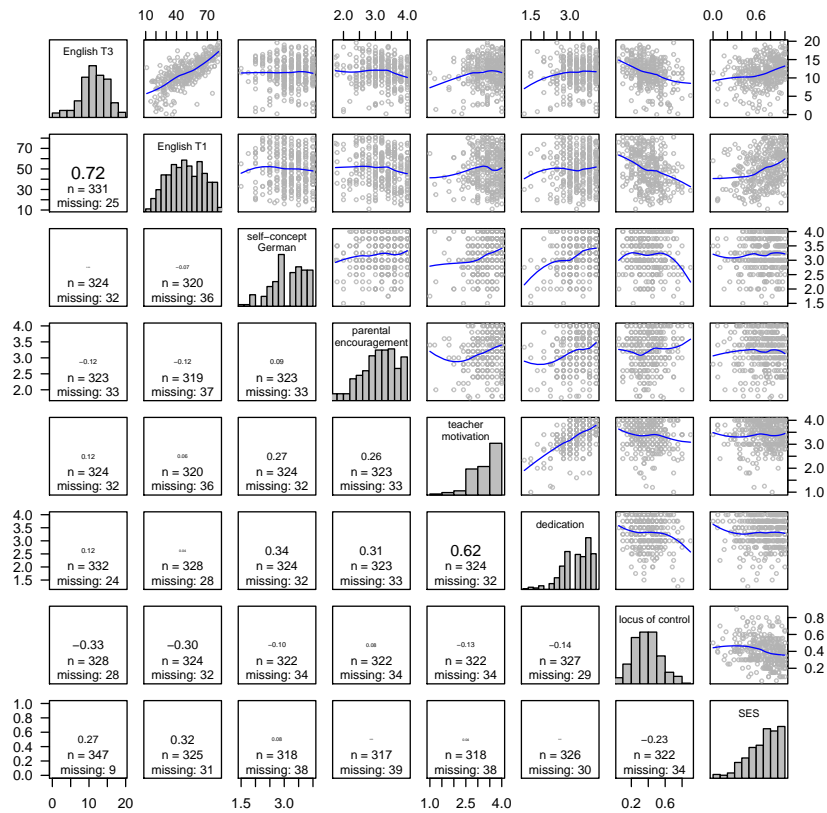 10 40 70
2.0 3.0 4.0
1.5 3.0
0.0 0.6
English T3
20
15
10
5
0
70
50
30
10
0.72
n = 331
missing: 25
English T1
n = 324
missing: 32
−0.07
n = 320
missing: 36
self−concept
German
4.0
3.5
3.0
2.5
2.0
1.5
4.0
3.5
3.0
2.5
2.0
−0.12
n = 323
missing: 33
−0.12
n = 319
missing: 37
0.09
n = 323
missing: 33
parental
encouragement
0.12
n = 324
missing: 32
0.06
n = 320
missing: 36
0.27
n = 324
missing: 32
0.26
n = 323
missing: 33
teacher
motivation
4.0
3.0
2.0
1.0
4.0
3.5
3.0
2.5
2.0
1.5
0.12
n = 332
missing: 24
n = 328
missing: 28
0.34
n = 324
missing: 32
0.31
n = 323
missing: 33
0.62
n = 324
missing: 32
dedication
−0.33
n = 328
missing: 28
−0.30
n = 324
missing: 32
−0.10
n = 322
missing: 34
0.08
n = 322
missing: 34
−0.13
n = 322
missing: 34
−0.14
n = 327
missing: 29
locus of control
0.8
0.6
0.4
0.2
1.0
0.8
0.6
0.4
0.2
0.0
0.27
n = 347
missing: 9
0.32
n = 325
missing: 31
0.08
n = 318
missing: 38
n = 317
missing: 39
n = 318
missing: 38
n = 326
missing: 30
−0.23
n = 322
missing: 34
SES
0 10 20
1.5 3.0
1.0 2.5 4.0
0.2 0.6